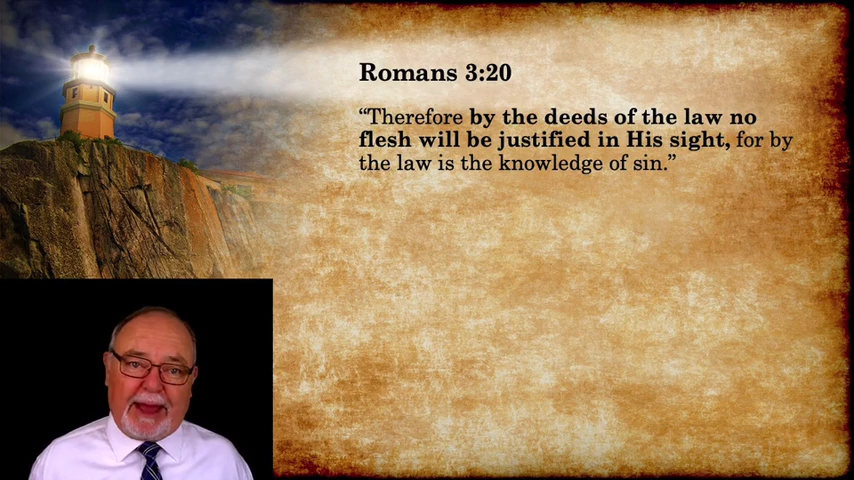 Romans 3:20
“Therefore by the deeds of the law no
flesh will be justified in His sight, for by
the law is the knowledge of sin.”